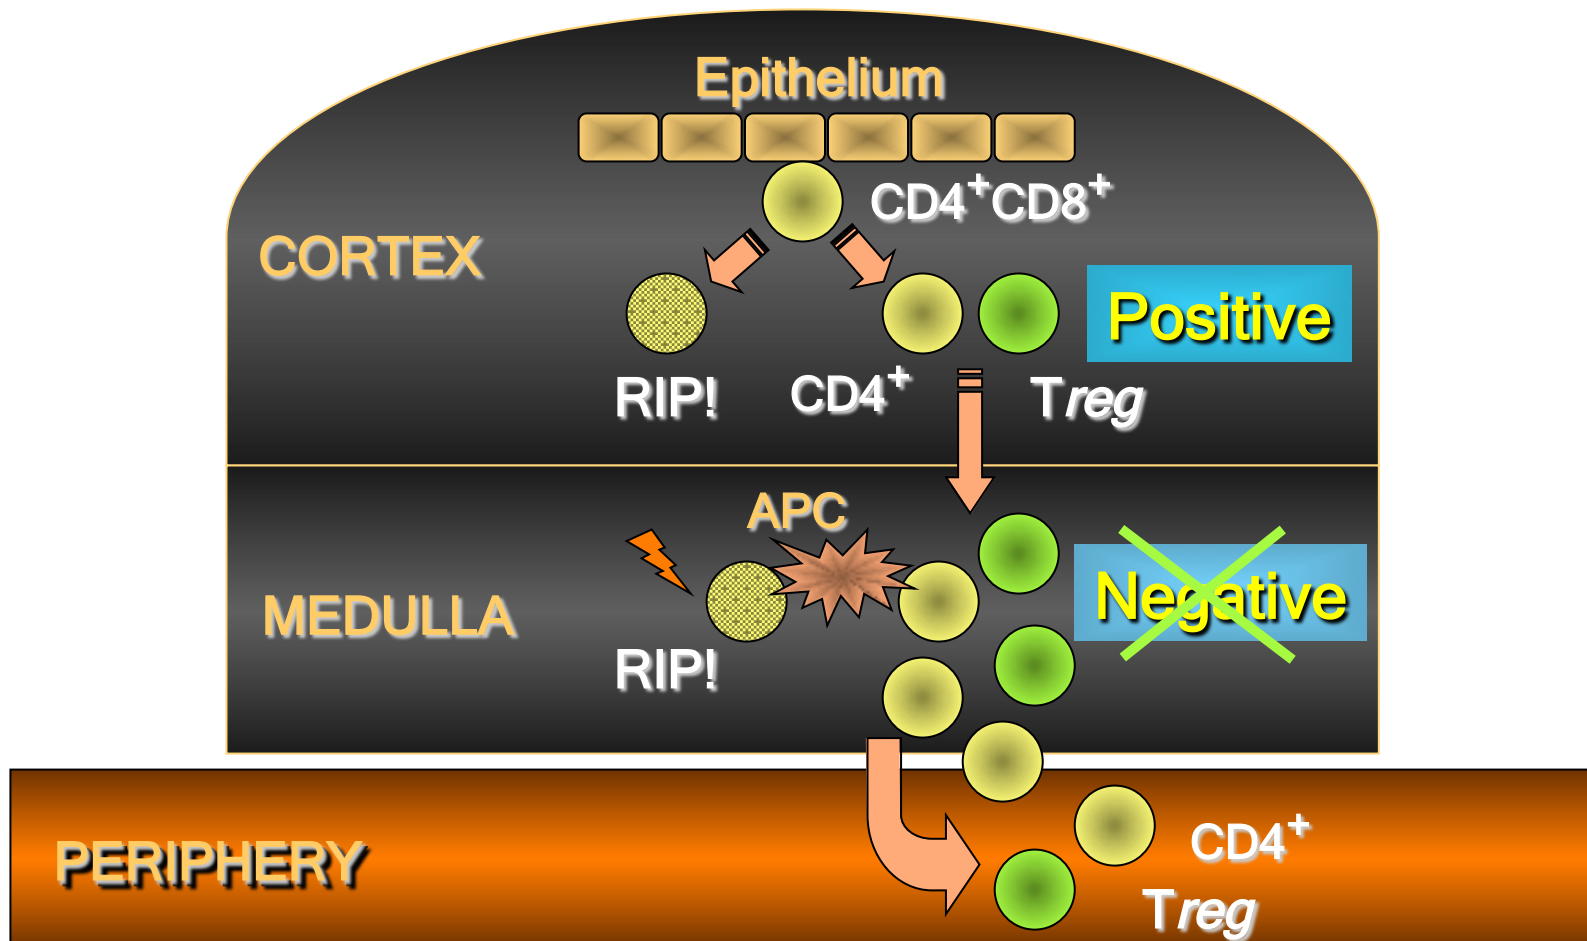 Epithelium
CD4⁺CD8⁺
CORTEX
Positive
RIP!
CD4⁺
Treg
APC
MEDULLA
Negative
RIP!
PERIPHERY
CD4⁺
Treg